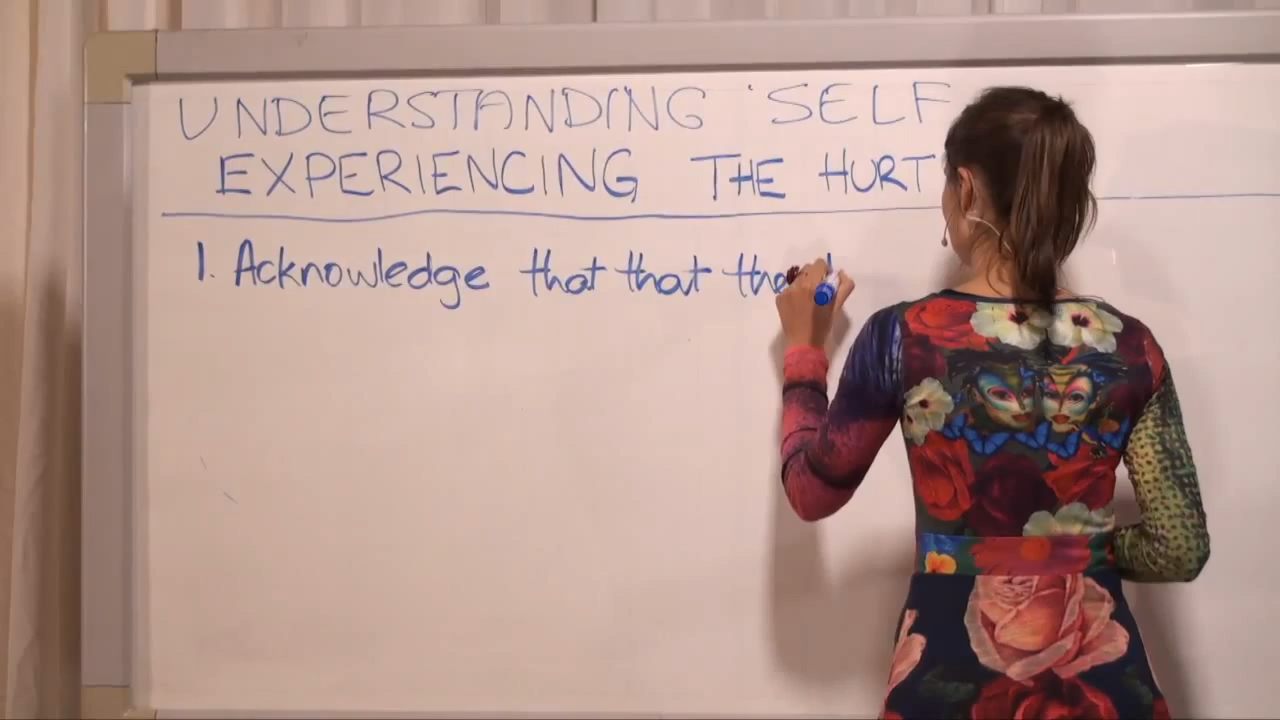 UNDERSTANDING 'SELF
EXPERIENCING THE HURT
1. Acknowledge that that